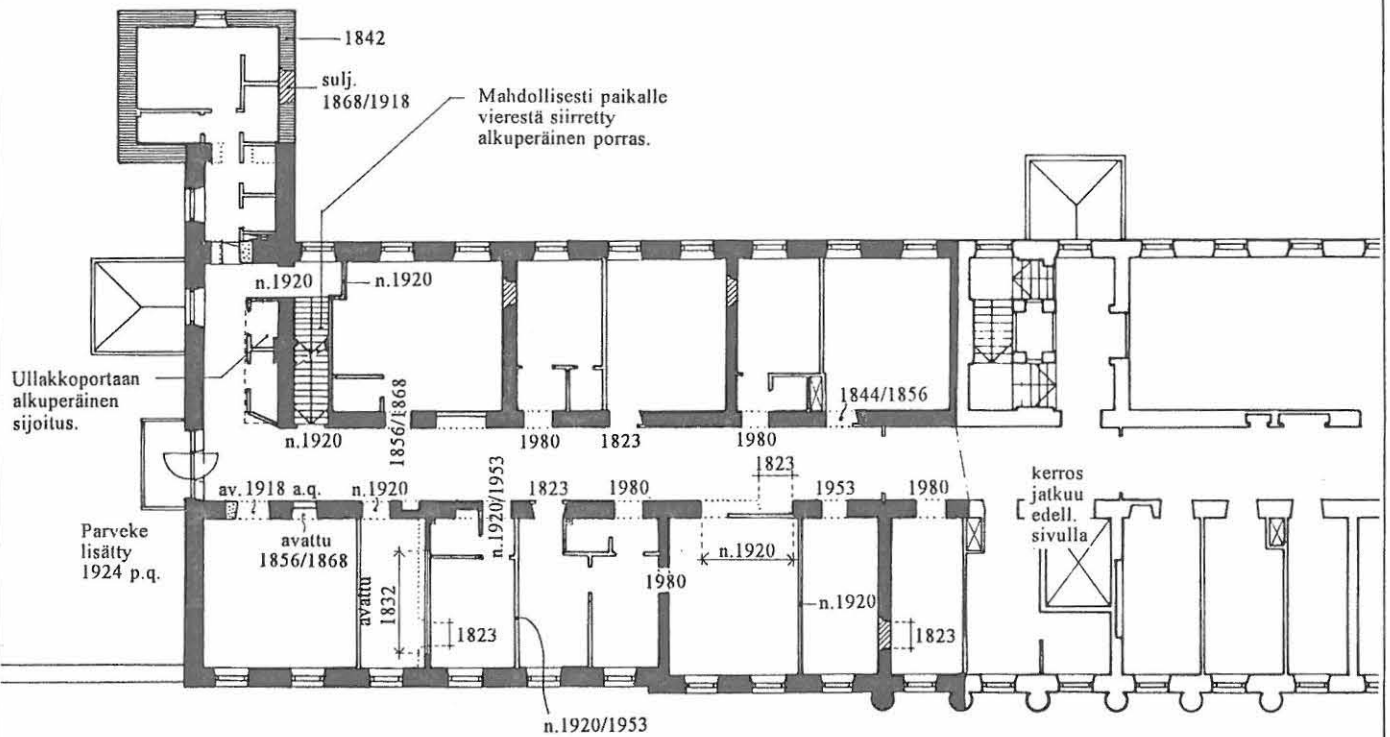 1842
sulj.
1868/1918
Mahdollisesti paikalle
vierestä siirretty
alkuperäinen porras.
n.1920
n.1920
Ullakkoportaan
alkuperäinen
sijoitus.
n.1920
1856/1868
1980
1823
1980
1844/1856
av. 1918
a.q.
n.1920
n.1920/1953
1823
1980
1823
1953
1980
kerros
jatkuu
edell.
sivulla
Parveke
lisätty
1924 p.q.
avattu
1856/1868
avattu
1832
1823
1980
n.1920
n.1920
1823
n.1920/1953